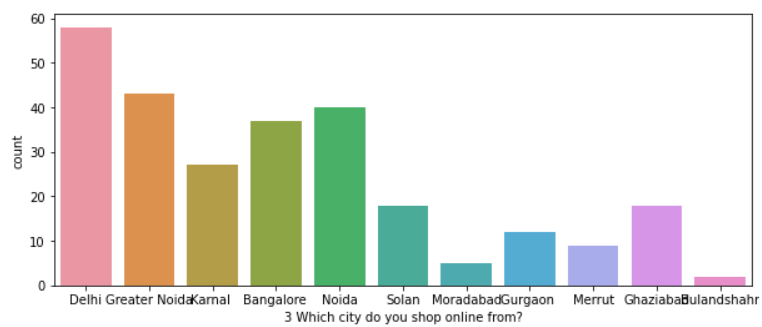 60
50
40
30
20
10
0
count
Delhi Greater Noida Karnal Bangalore Noida Solan Moradabad Gurgaon Merrut Ghaziabad Bulandshahr
3 Which city do you shop online from?